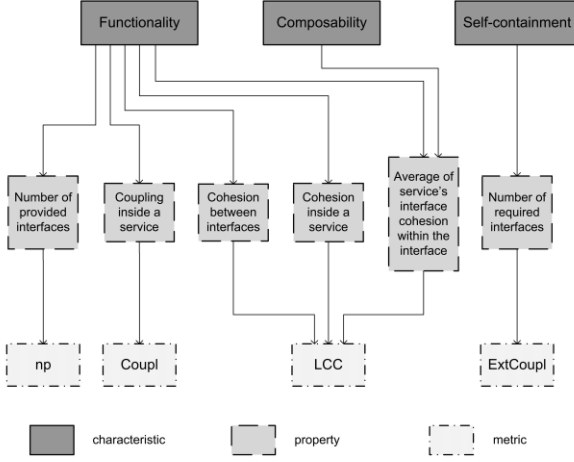 Functionality
Composability
Self-containment
Number of
provided
interfaces
Coupling
inside a
service
Cohesion
between
interfaces
Cohesion
inside a
service
Average of
service's
interface
cohesion
within the
interface
Number of
required
interfaces
np
Coupl
LCC
ExtCoupl
characteristic
property
metric